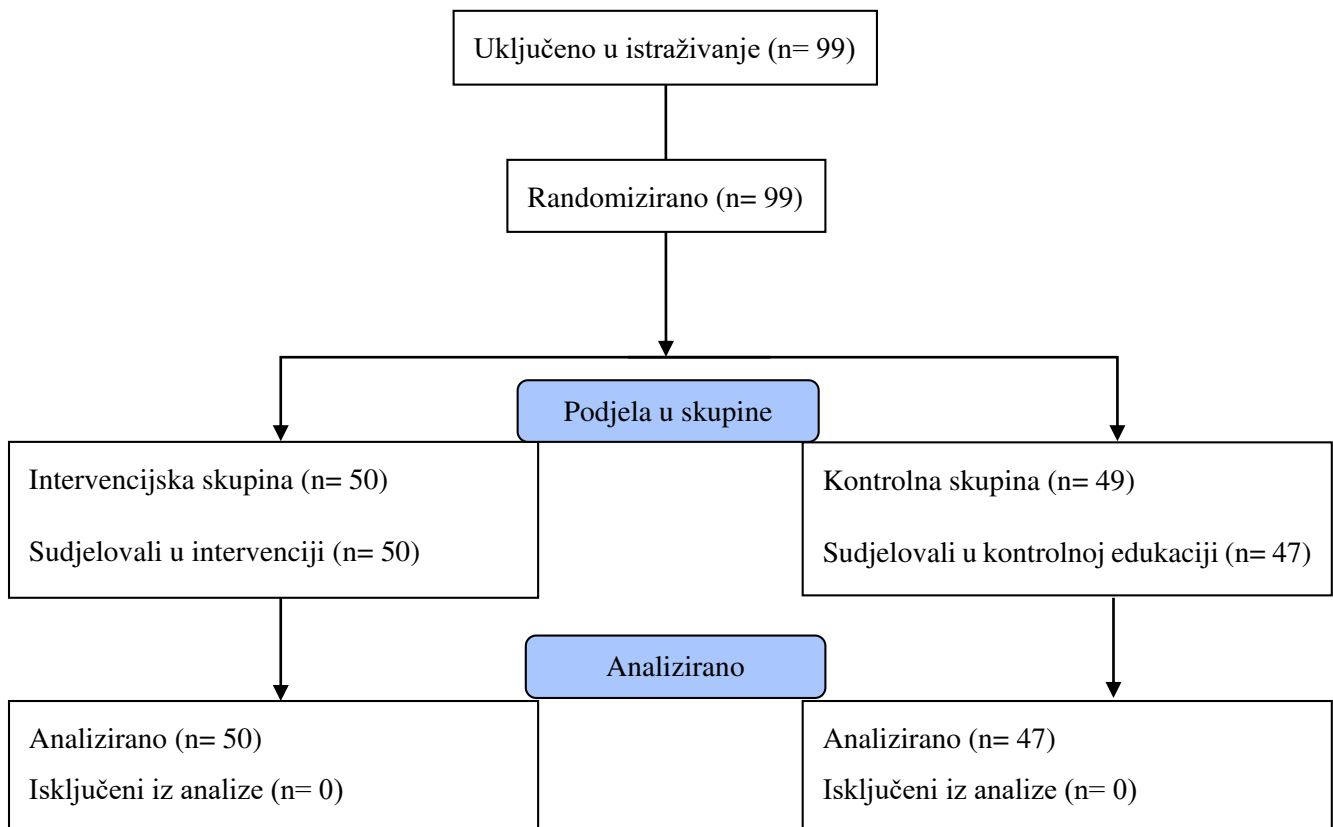 Uključeno u istraživanje (n= 99)
Randomizirano (n= 99)
Podjela u skupine
Intervencijska skupina (n= 50)
Sudjelovali u intervenciji (n= 50)
Kontrolna skupina (n= 49)
Sudjelovali u kontrolnoj edukaciji (n= 47)
Analizirano
Analizirano (n= 50)
Isključeni iz analize (n= 0)
Analizirano (n= 47)
Isključeni iz analize (n= 0)